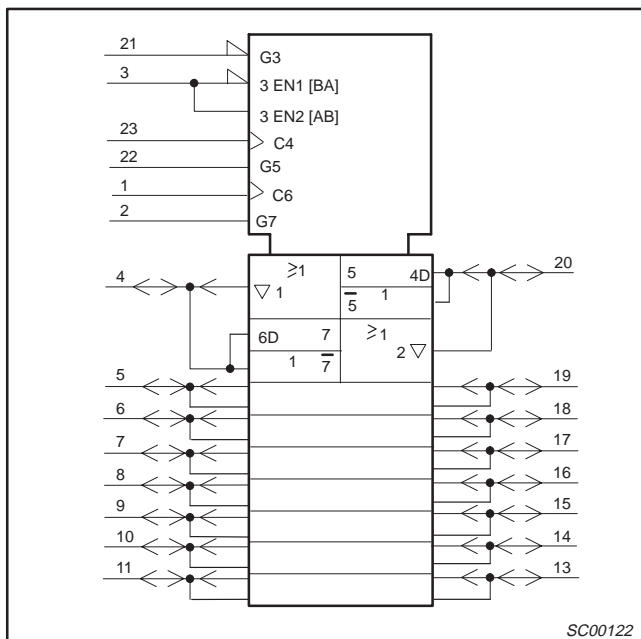 21 G3
3 3 EN1 [BA]
3 EN2 [AB]
23 C4
22 G5
1 C6
2 G7
4 ≥1 ▽ 1 5 4D 20
5̅ 1
6D 7 ≥1
1 7̅ 2 ▽
5 19
6 18
7 17
8 16
9 15
10 14
11 13
SC00122